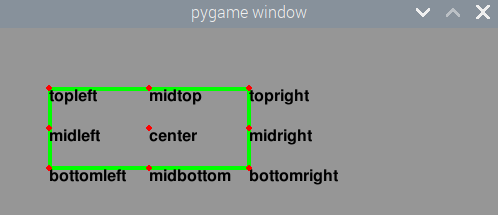 pygame window
topleft midtop topright
midleft center midright
bottomleft midbottom bottomright